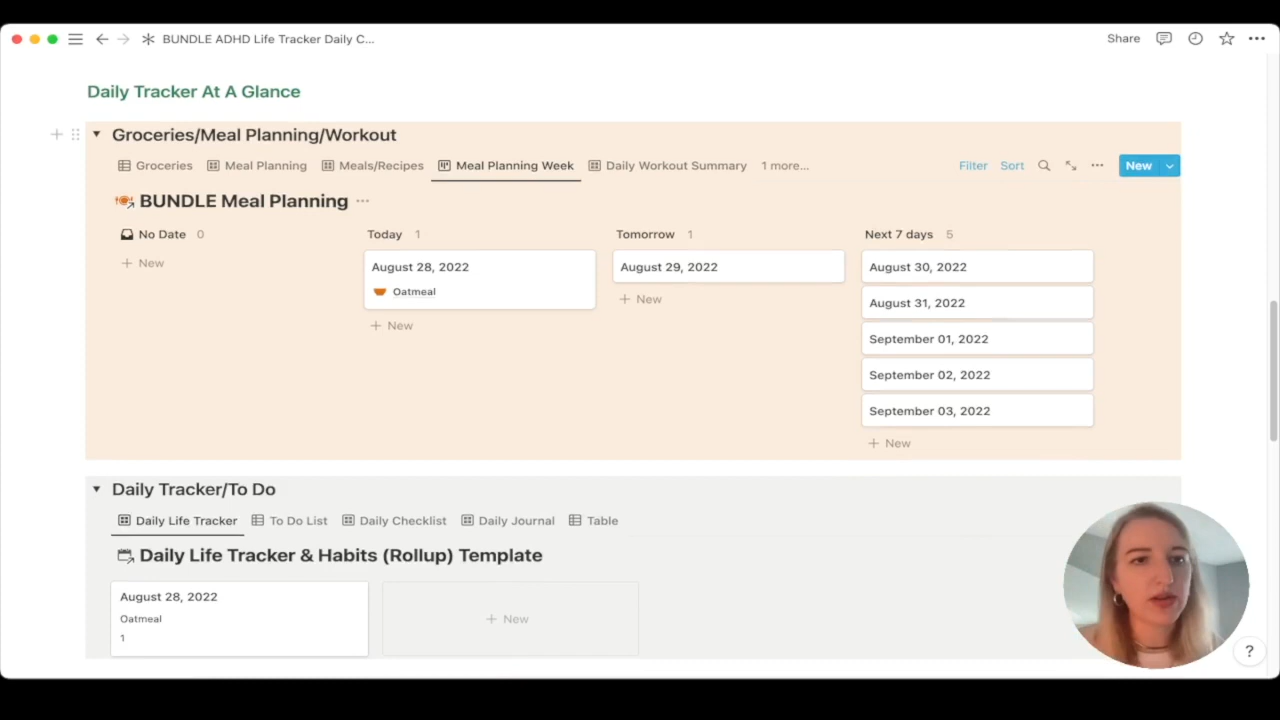 BUNDLE ADHD Life Tracker Daily C...
Share
Daily Tracker At A Glance
Groceries/Meal Planning/Workout
Groceries Meal Planning Meals/Recipes Meal Planning Week Daily Workout Summary 1 more...
Filter Sort New
BUNDLE Meal Planning
No Date 0
New
Today 1
August 28, 2022
Oatmeal
New
Tomorrow 1
August 29, 2022
New
Next 7 days 5
August 30, 2022
August 31, 2022
September 01, 2022
September 02, 2022
September 03, 2022
New
Daily Tracker/To Do
Daily Life Tracker To Do List Daily Checklist Daily Journal Table
Daily Life Tracker & Habits (Rollup) Template
August 28, 2022
Oatmeal
1
New
?